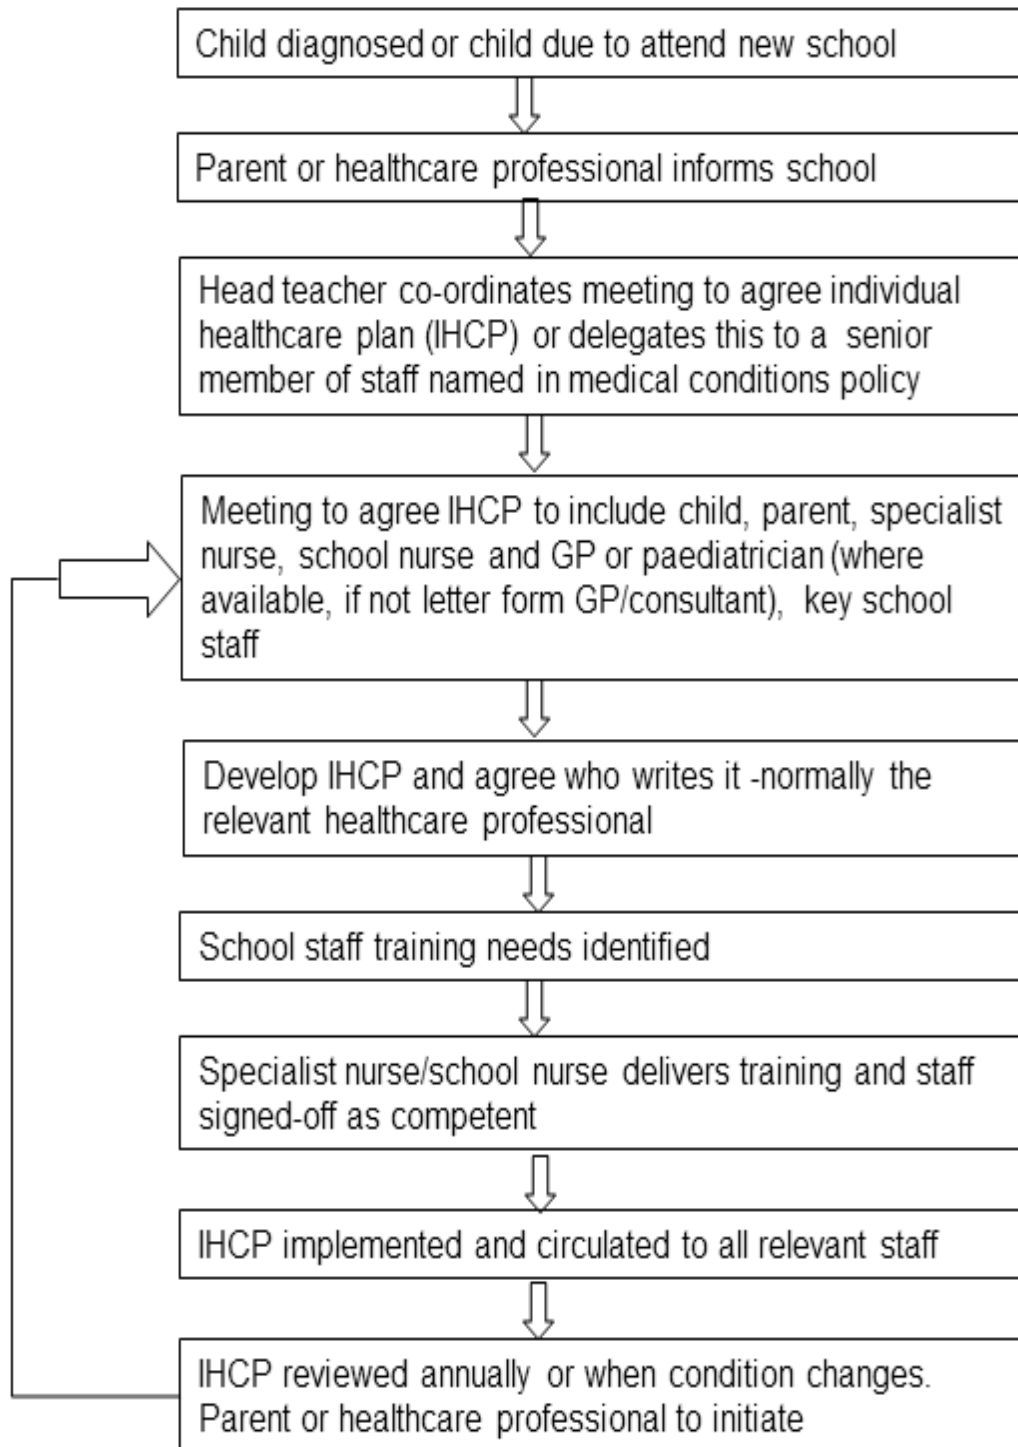 Child diagnosed or child due to attend new school
Parent or healthcare professional informs school
Head teacher co-ordinates meeting to agree individual
healthcare plan (IHCP) or delegates this to a senior
member of staff named in medical conditions policy
Meeting to agree IHCP to include child, parent, specialist
nurse, school nurse and GP or paediatrician (where
available, if not letter form GP/consultant), key school
staff
Develop IHCP and agree who writes it -normally the
relevant healthcare professional
School staff training needs identified
Specialist nurse/school nurse delivers training and staff
signed-off as competent
IHCP implemented and circulated to all relevant staff
IHCP reviewed annually or when condition changes.
Parent or healthcare professional to initiate